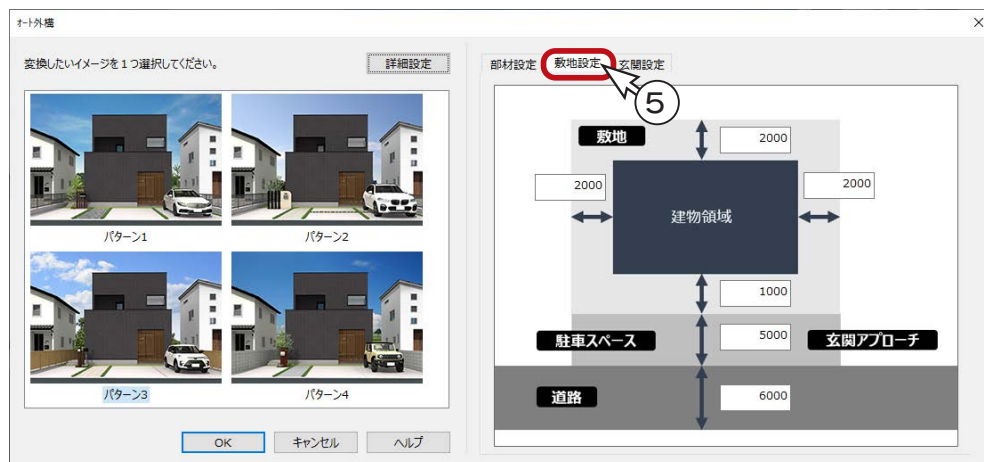 オート外構
変換したいイメージを1つ選択してください。
詳細設定
パターン1
パターン2
パターン3
パターン4
OK
キャンセル
ヘルプ
部材設定
敷地設定
玄関設定
5
敷地
2000
2000
2000
建物領域
1000
駐車スペース
5000
玄関アプローチ
道路
6000